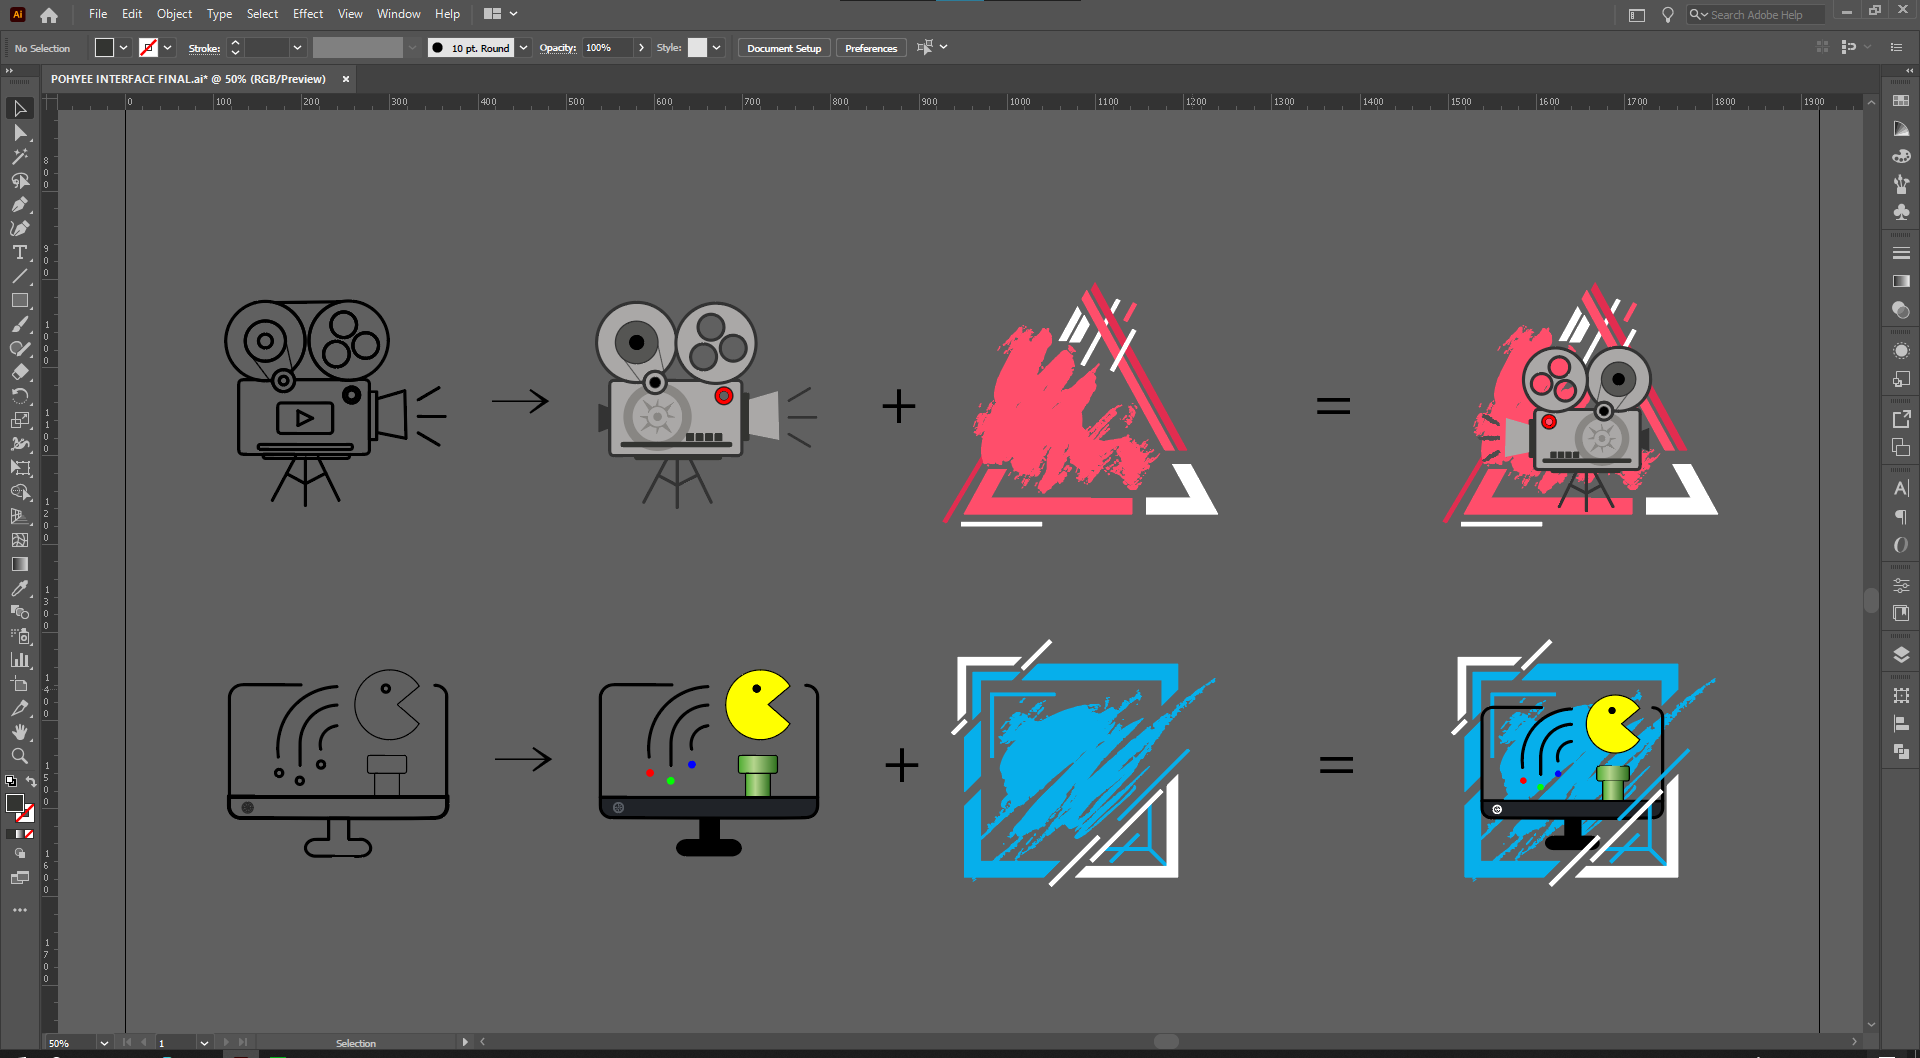 Ai File Edit Object Type Select Effect View Window Help Search Adobe Help
No Selection Stroke: 10 pt. Round Opacity: 100% Style: Document Setup Preferences
POHYEE INTERFACE FINAL.ai* @ 50% (RGB/Preview) ×
0 100 200 300 400 500 600 700 800 900 1000 1100 1200 1300 1400 1500 1600 1700 1800 1900
800
900
1000
1100
1200
1300
1400
1500
1600
1700
+ =
+ =
50% 1 Selection